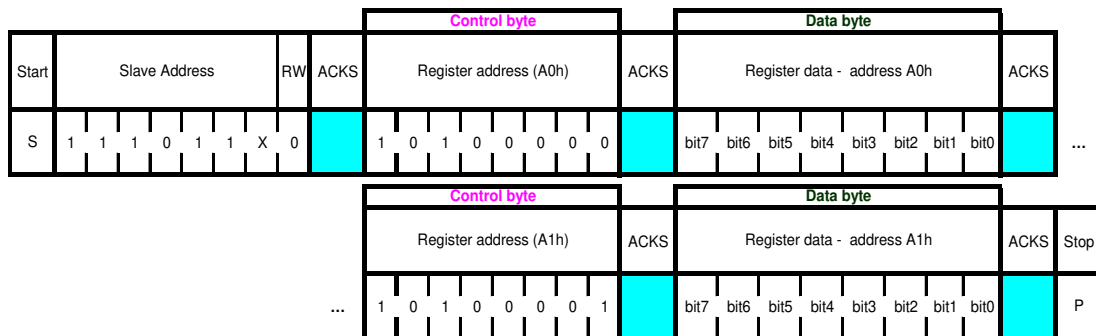 Control byte Data byte
Start Slave Address RW ACKS Register address (A0h) ACKS Register data - address A0h ACKS
S 1 1 1 0 1 1 X 0 1 0 1 0 0 0 0 0 bit7 bit6 bit5 bit4 bit3 bit2 bit1 bit0 ...
Control byte Data byte
Register address (A1h) ACKS Register data - address A1h ACKS Stop
... 1 0 1 0 0 0 0 1 bit7 bit6 bit5 bit4 bit3 bit2 bit1 bit0 P